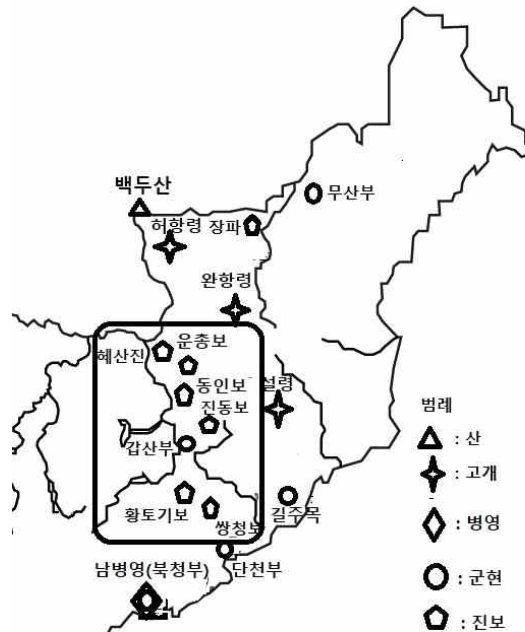 백두산
무산부
허항령 장파
완항령
운총보
혜산진
동인보 설령
진동보
갑산부
황토기보 길주목
쌍청보
남병영(북청부) 단천부
범례
: 산
: 고개
: 병영
: 군현
: 진보